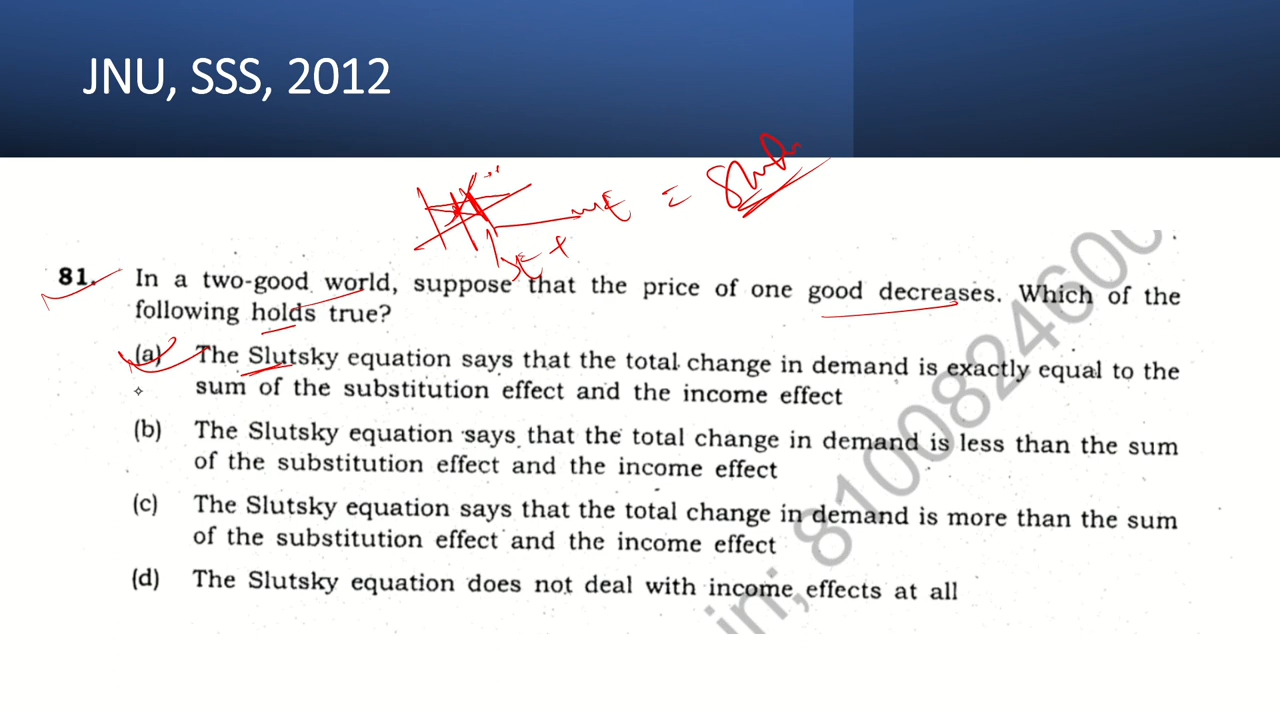 JNU, SSS, 2012
81. In a two-good world, suppose that the price of one good decreases. Which of the
following holds true?
(a) The Slutsky equation says that the total change in demand is exactly equal to the
sum of the substitution effect and the income effect
(b) The Slutsky equation says that the total change in demand is less than the sum
of the substitution effect and the income effect
(c) The Slutsky equation says that the total change in demand is more than the sum
of the substitution effect and the income effect
(d) The Slutsky equation does not deal with income effects at all